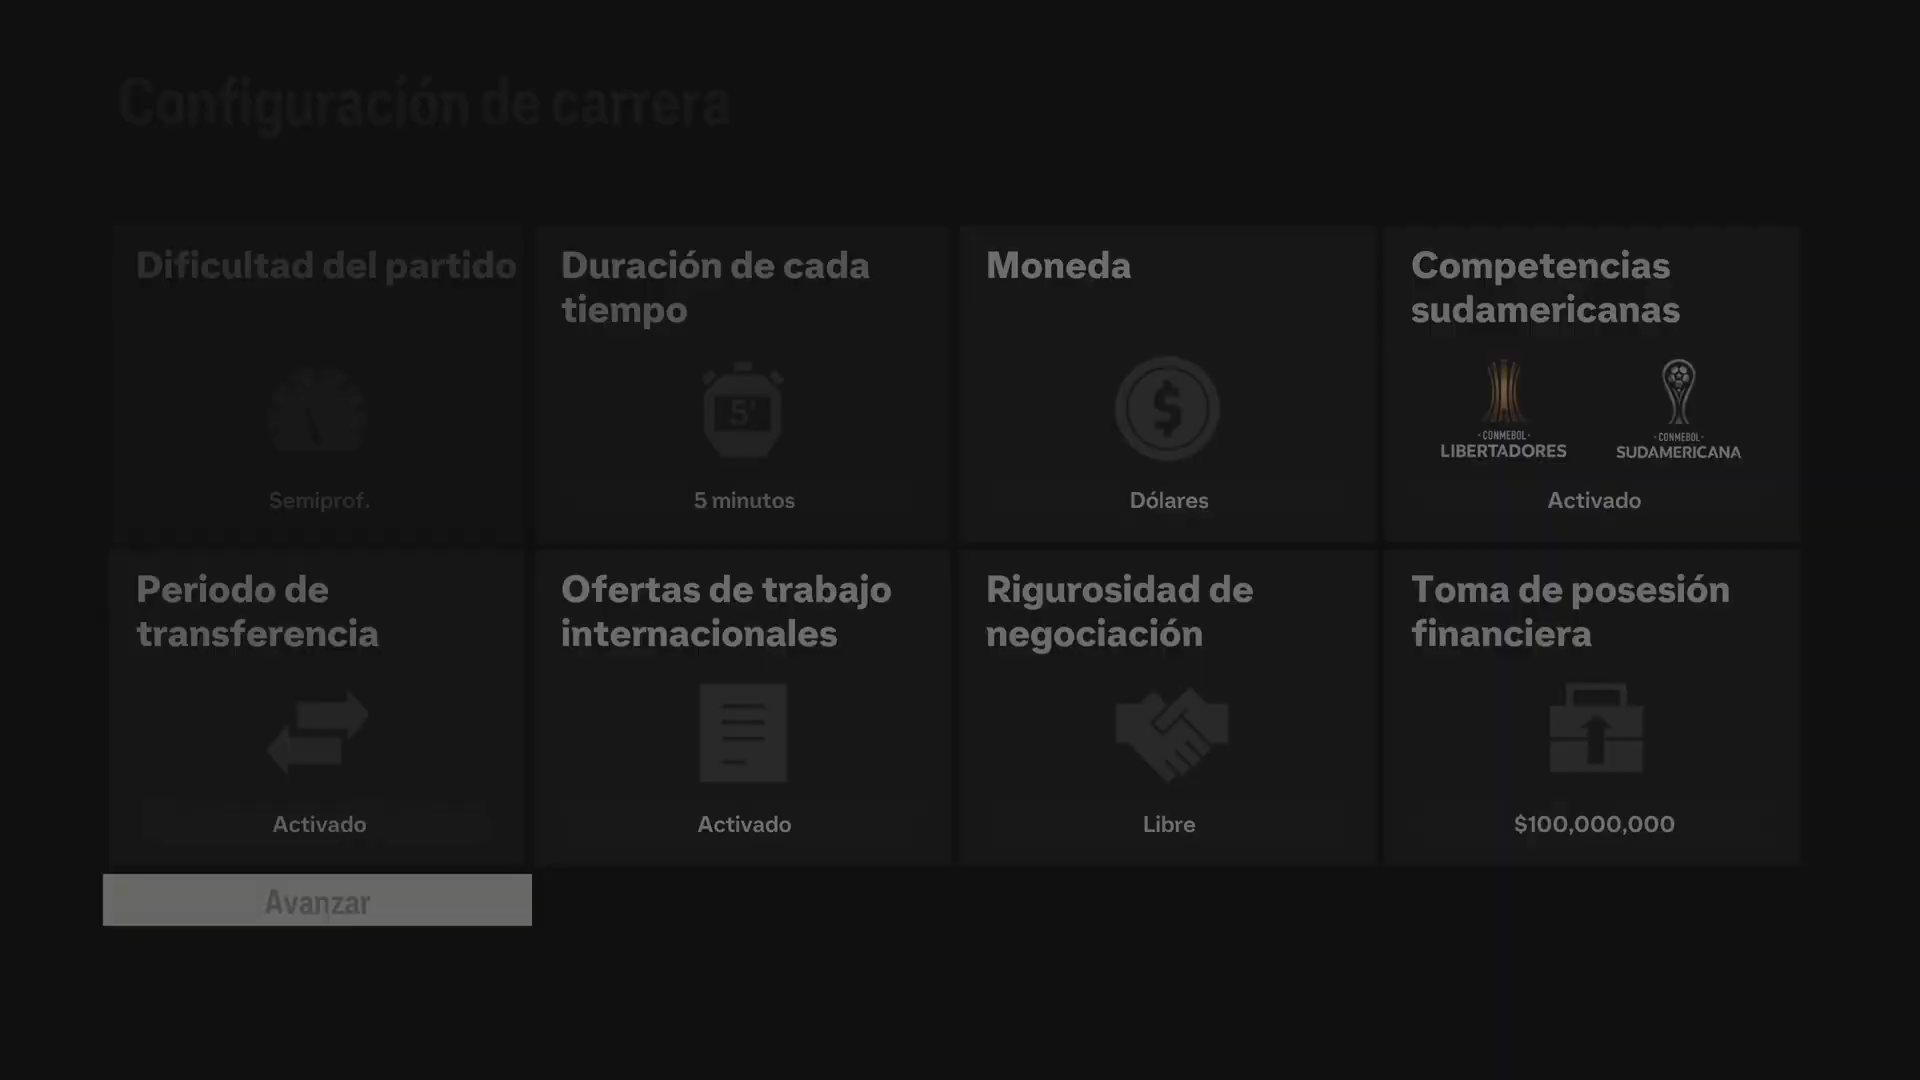 Configuración de carrera
Dificultad del partido
Semiprof.
Duración de cada
tiempo
5'
5 minutos
Moneda
$
Dólares
Competencias
sudamericanas
·CONMEBOL·
LIBERTADORES
·CONMEBOL·
SUDAMERICANA
Activado
Periodo de
transferencia
Activado
Ofertas de trabajo
internacionales
Activado
Rigurosidad de
negociación
Libre
Toma de posesión
financiera
$100,000,000
Avanzar